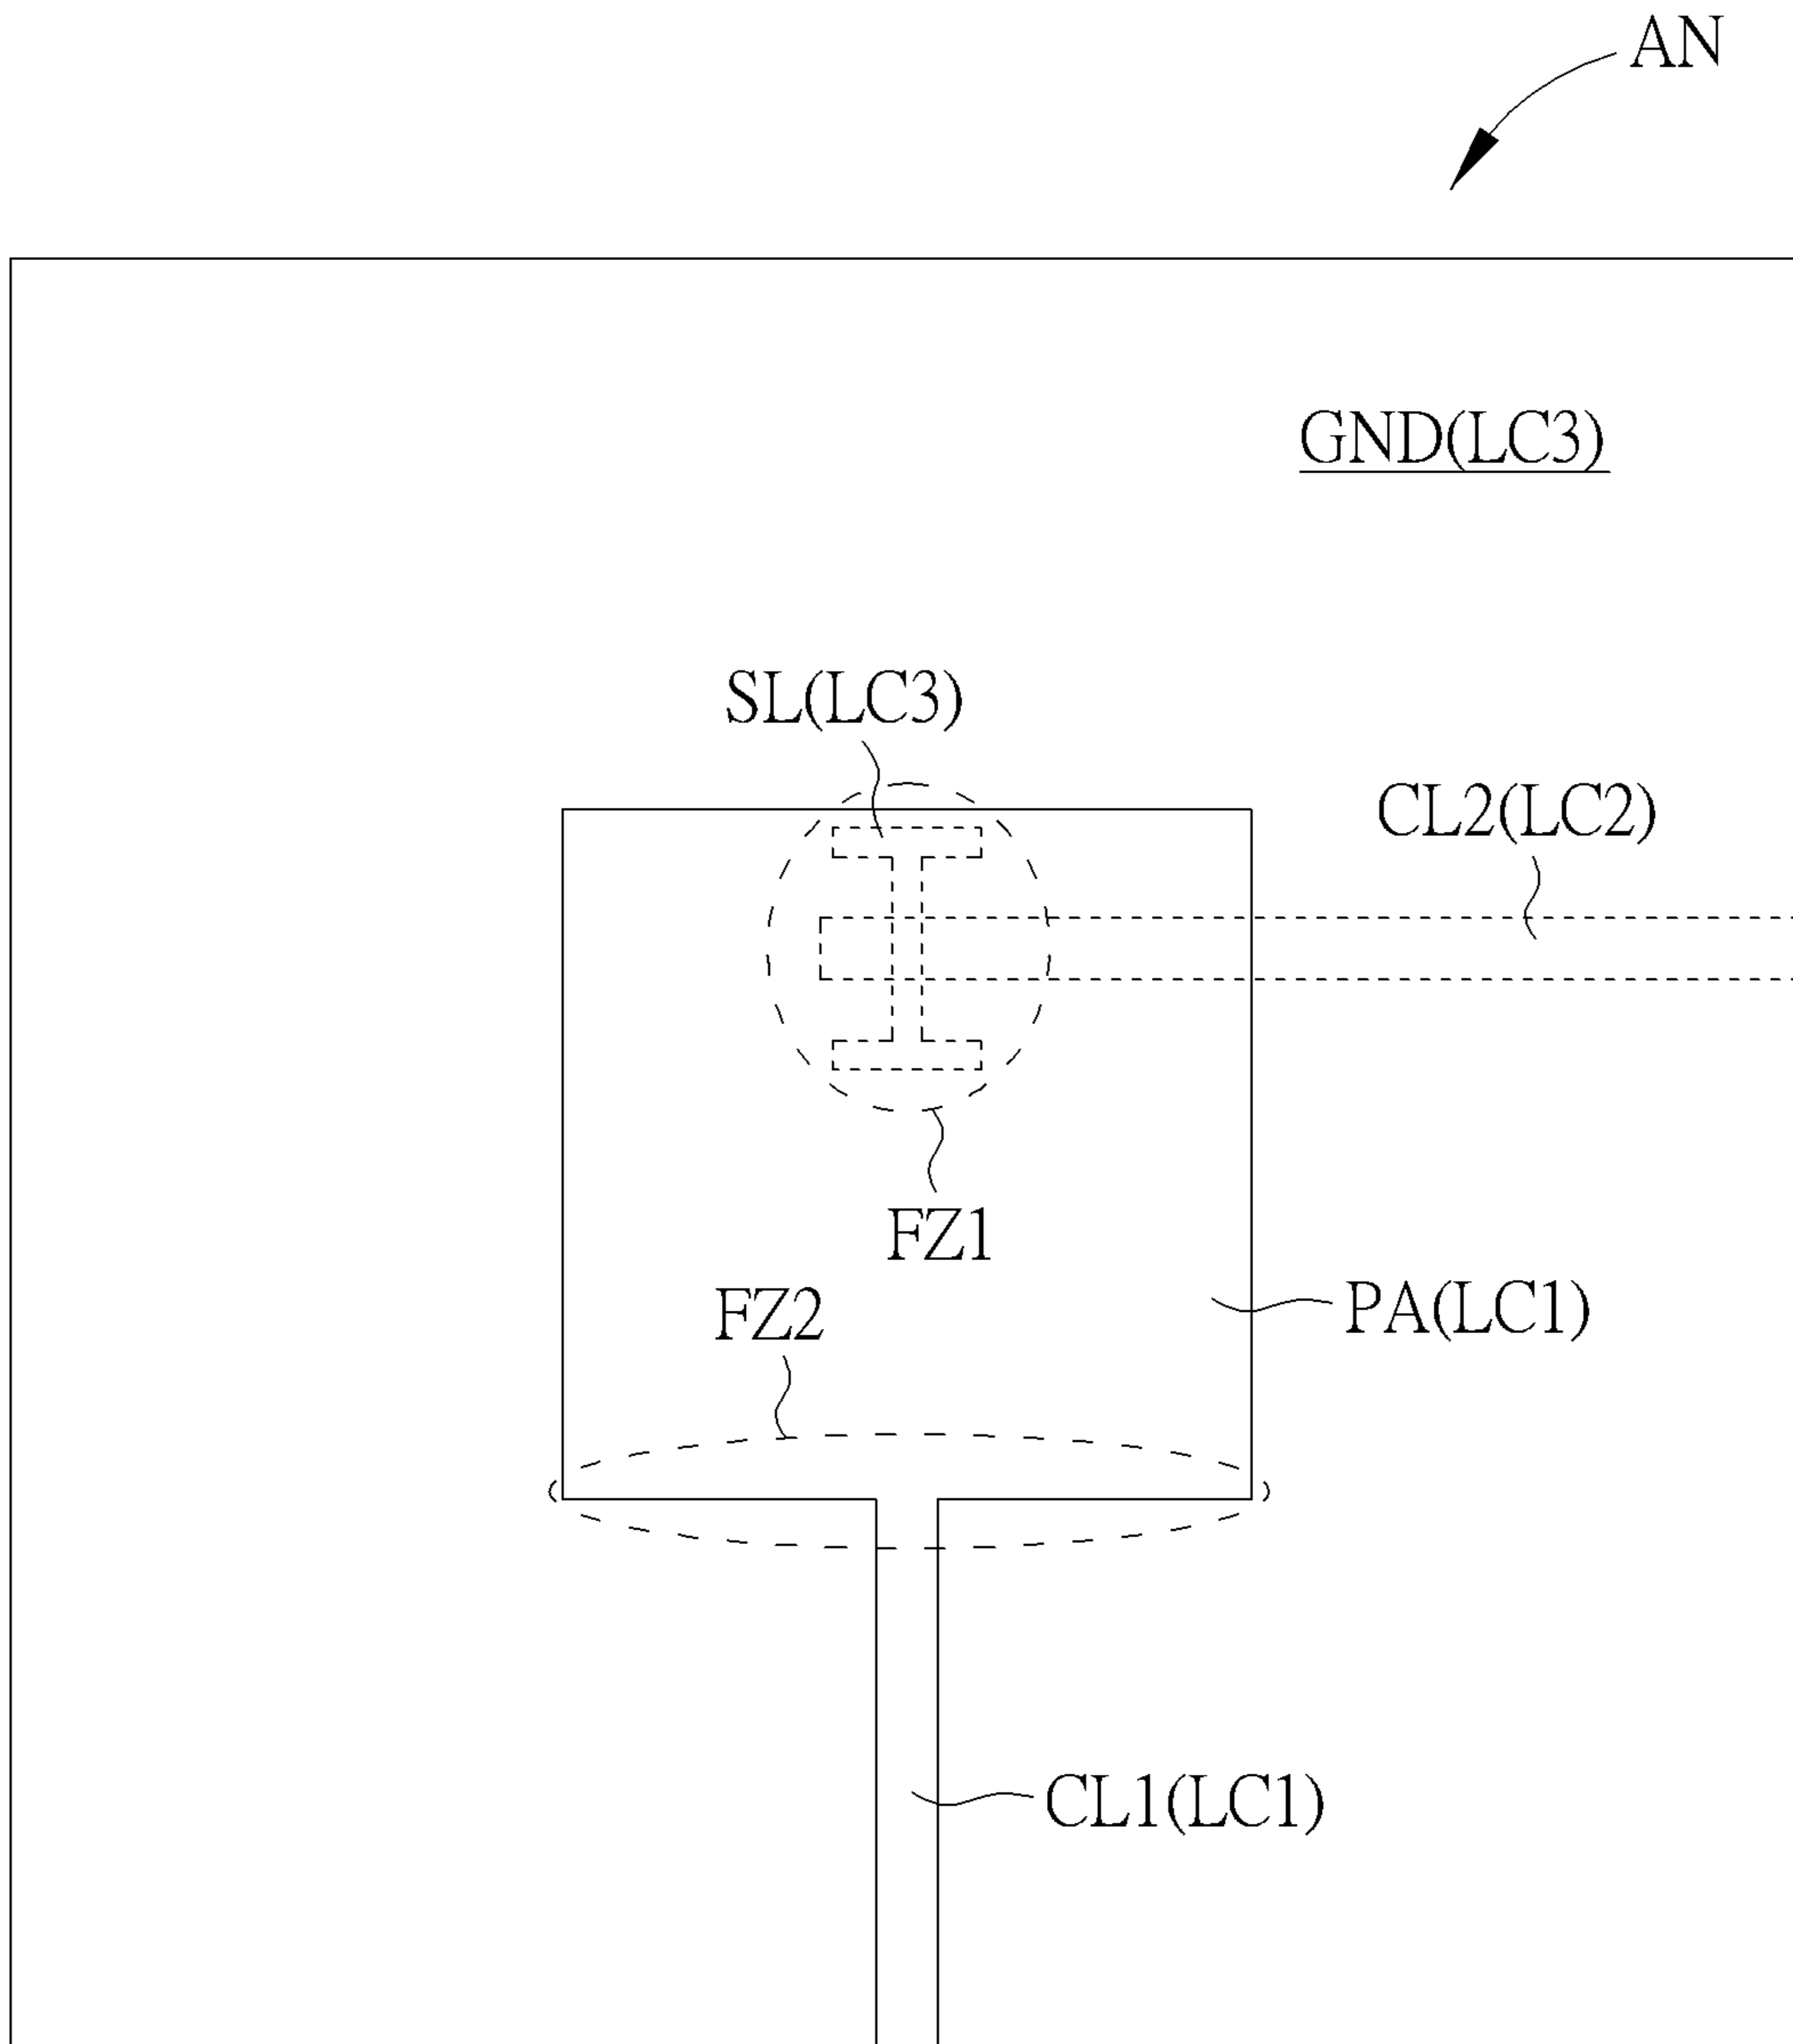 AN
GND(LC3)
SL(LC3)
CL2(LC2)
FZ1
FZ2
PA(LC1)
CL1(LC1)